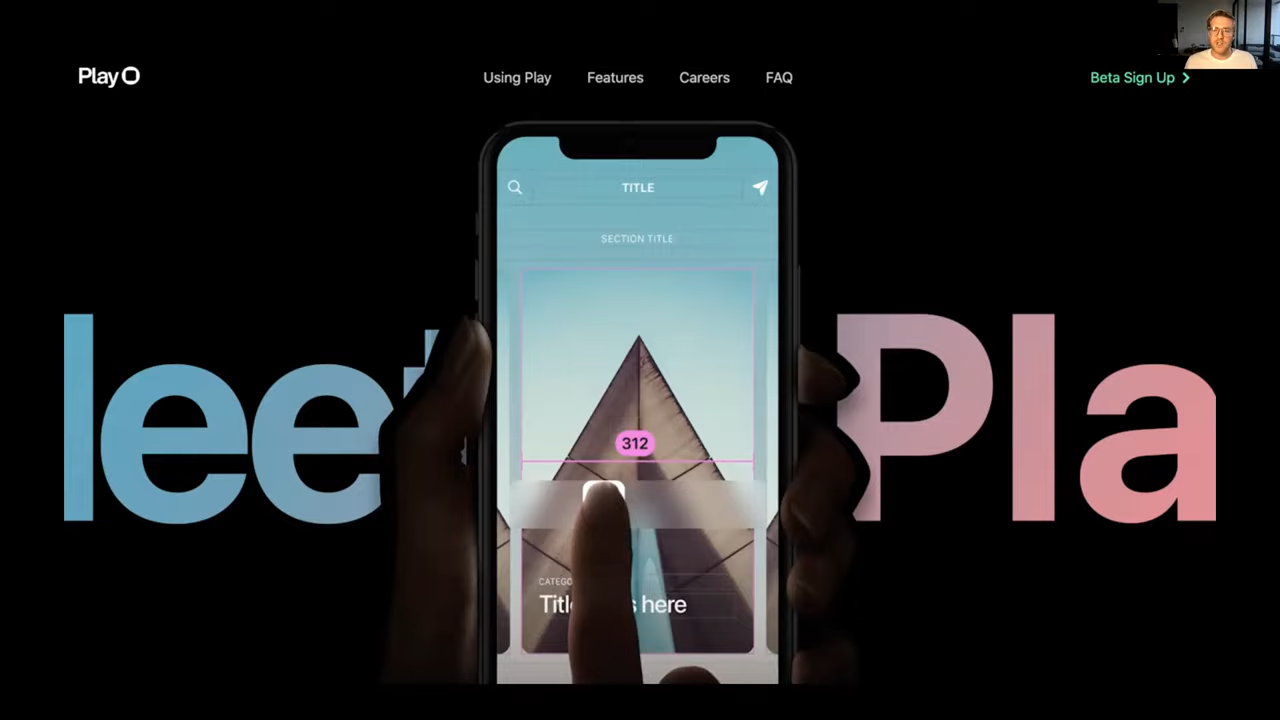 Play
Using Play
Features
Careers
FAQ
Beta Sign Up
TITLE
SECTION TITLE
leet Pla
312
here